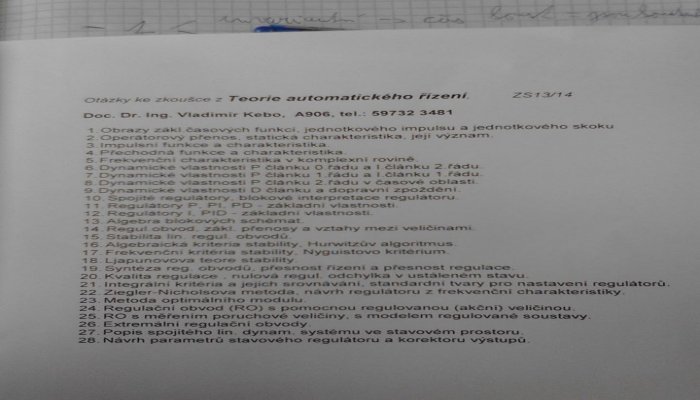 Otázky ke zkoušce z Teorie automatického řízení. ZS13/14
Doc. Dr. Ing. Vladimír Kebo, A906, tel.: 59732 3481
1. Obrazy zákl.časových funkcí, jednotkového impulsu a jednotkového skoku
2. Operátorový přenos, statická charakteristika, její význam.
3. Impulsní funkce a charakteristika.
4. Přechodná funkce a charakteristika.
5. Frekvenční charakteristika v komplexní rovině.
6. Dynamické vlastnosti P článku 0.řádu a I článku 2.řádu.
7. Dynamické vlastnosti P článku 1.řádu a I článku 1.řádu.
8. Dynamické vlastnosti P článku 2.řádu v časové oblasti.
9. Dynamické vlastnosti D článku a dopravní zpoždění.
10. Spojité regulátory, blokové interpretace regulátoru.
11. Regulátory P, PI, PD - základní vlastnosti.
12. Regulátory I, PID - základní vlastnosti.
13. Algebra blokových schémat.
14. Regul.obvod, zákl. přenosy a vztahy mezi veličinami.
15. Stabilita lin. regul. obvodů.
16. Algebraická kriteria stability, Hurwitzův algoritmus.
17. Frekvenční kritéria stability, Nyguistovo kritérium.
18. Ljapunovova teore stability.
19. Syntéza reg. obvodů, přesnost řízení a přesnost regulace.
20. Kvalita regulace , nulová regul. odchylka v ustáleném stavu.
21. Integrální kritéria a jejich srovnávání, standardní tvary pro nastavení regulátorů.
22. Ziegler-Nicholsova metoda, návrh regulátoru z frekvenční charakteristiky.
23. Metoda optimálního modulu.
24. Regulační obvod (RO) s pomocnou regulovanou (akční) veličinou.
25. RO s měřením poruchové veličiny, s modelem regulované soustavy.
26. Extremální regulační obvody.
27. Popis spojitého lin. dynam. systému ve stavovém prostoru.
28. Návrh parametrů stavového regulátoru a korektoru výstupů.